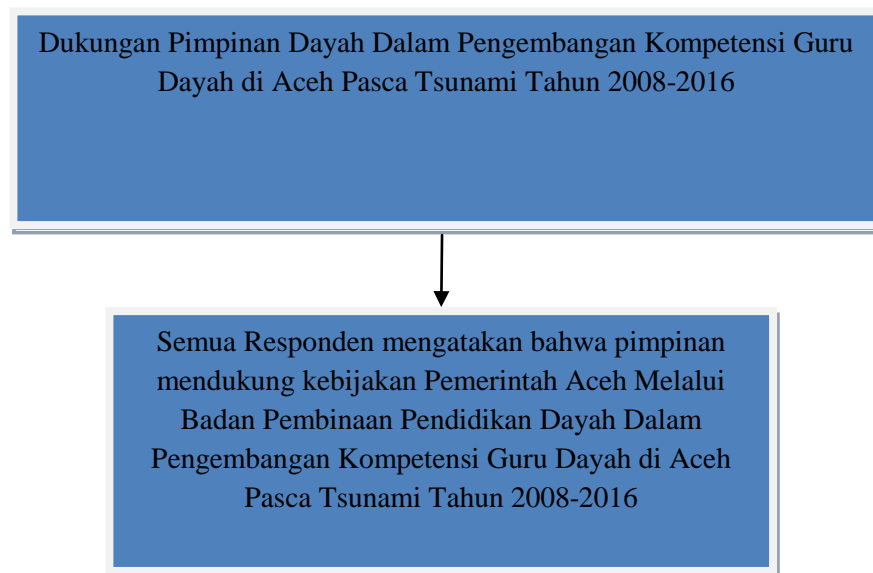 Dukungan Pimpinan Dayah Dalam Pengembangan Kompetensi Guru
Dayah di Aceh Pasca Tsunami Tahun 2008-2016
Semua Responden mengatakan bahwa pimpinan
mendukung kebijakan Pemerintah Aceh Melalui
Badan Pembinaan Pendidikan Dayah Dalam
Pengembangan Kompetensi Guru Dayah di Aceh
Pasca Tsunami Tahun 2008-2016